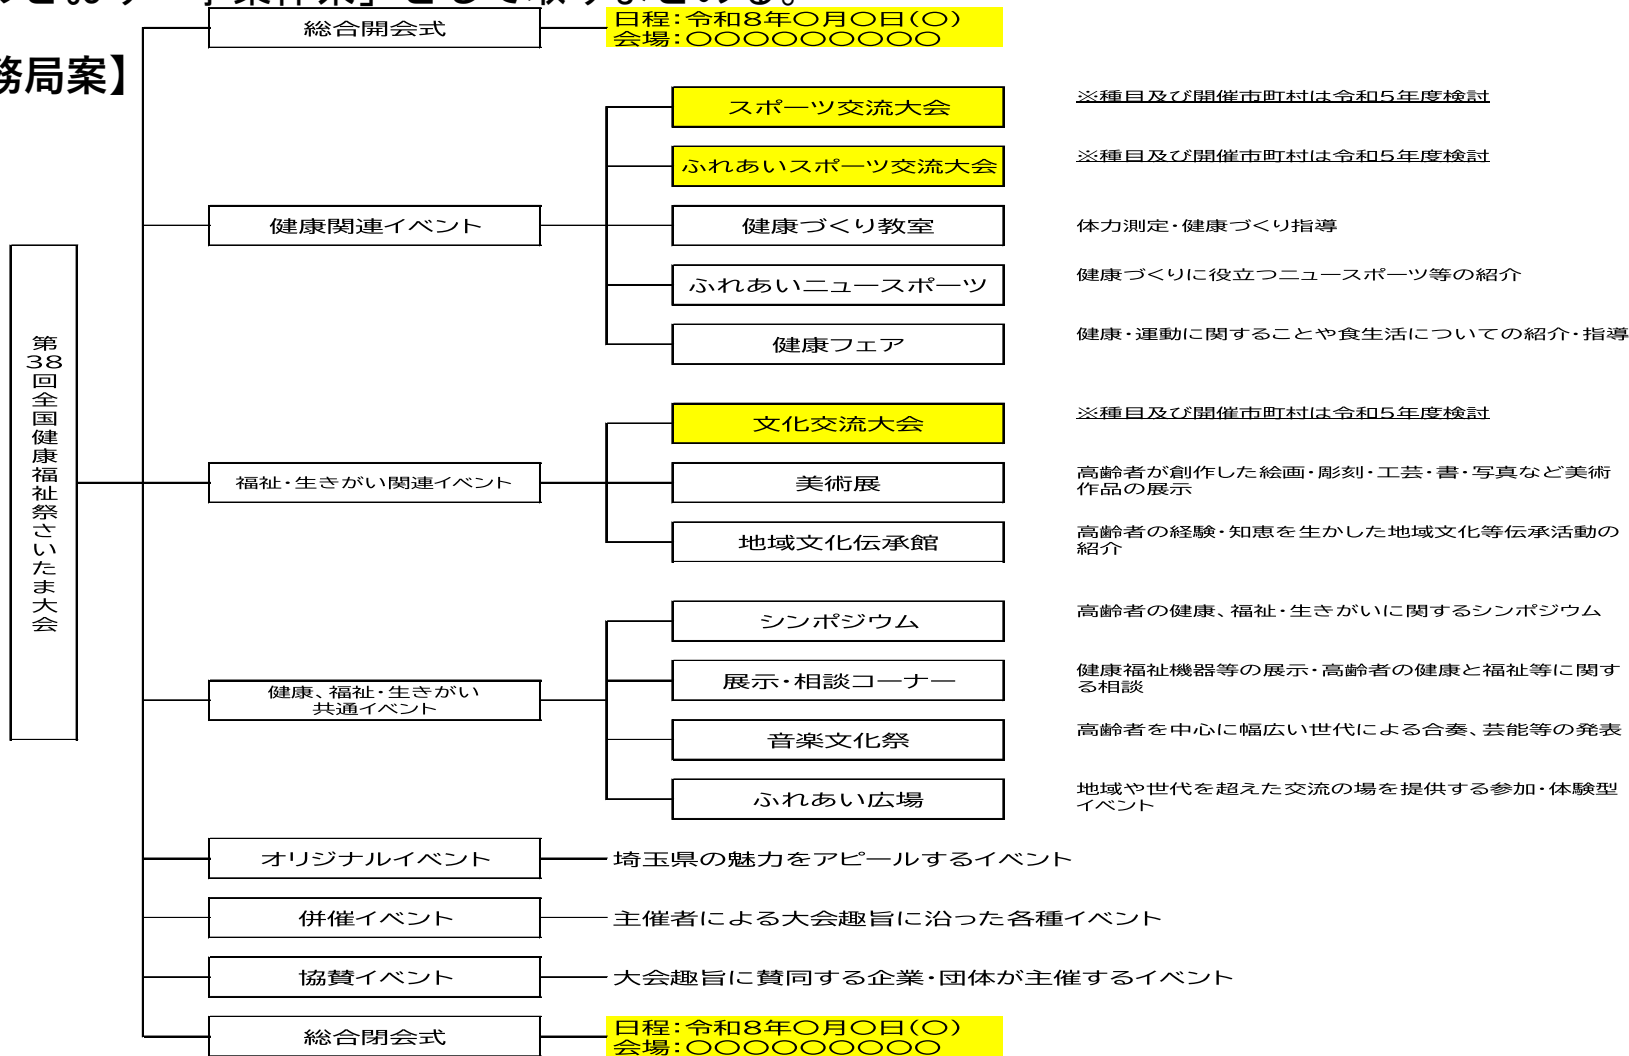 総合開会式
日程：令和8年〇月〇日(〇)
会場：〇〇〇〇〇〇〇〇〇
務局案】
スポーツ交流大会
※種目及び開催市町村は令和5年度検討
ふれあいスポーツ交流大会
※種目及び開催市町村は令和5年度検討
健康関連イベント
健康づくり教室
体力測定・健康づくり指導
ふれあいニュースポーツ
健康づくりに役立つニュースポーツ等の紹介
健康フェア
健康・運動に関することや食生活についての紹介・指導
第38回全国健康福祉祭さいたま大会
文化交流大会
※種目及び開催市町村は令和5年度検討
福祉・生きがい関連イベント
美術展
高齢者が創作した絵画・彫刻・工芸・書・写真など美術
作品の展示
地域文化伝承館
高齢者の経験・知恵を生かした地域文化等伝承活動の
紹介
シンポジウム
高齢者の健康、福祉・生きがいに関するシンポジウム
健康、福祉・生きがい
共通イベント
展示・相談コーナー
健康福祉機器等の展示・高齢者の健康と福祉等に関す
る相談
音楽文化祭
高齢者を中心に幅広い世代による合奏、芸能等の発表
ふれあい広場
地域や世代を超えた交流の場を提供する参加・体験型
イベント
オリジナルイベント
埼玉県の魅力をアピールするイベント
併催イベント
主催者による大会趣旨に沿った各種イベント
協賛イベント
大会趣旨に賛同する企業・団体が主催するイベント
総合閉会式
日程：令和8年〇月〇日(〇)
会場：〇〇〇〇〇〇〇〇〇